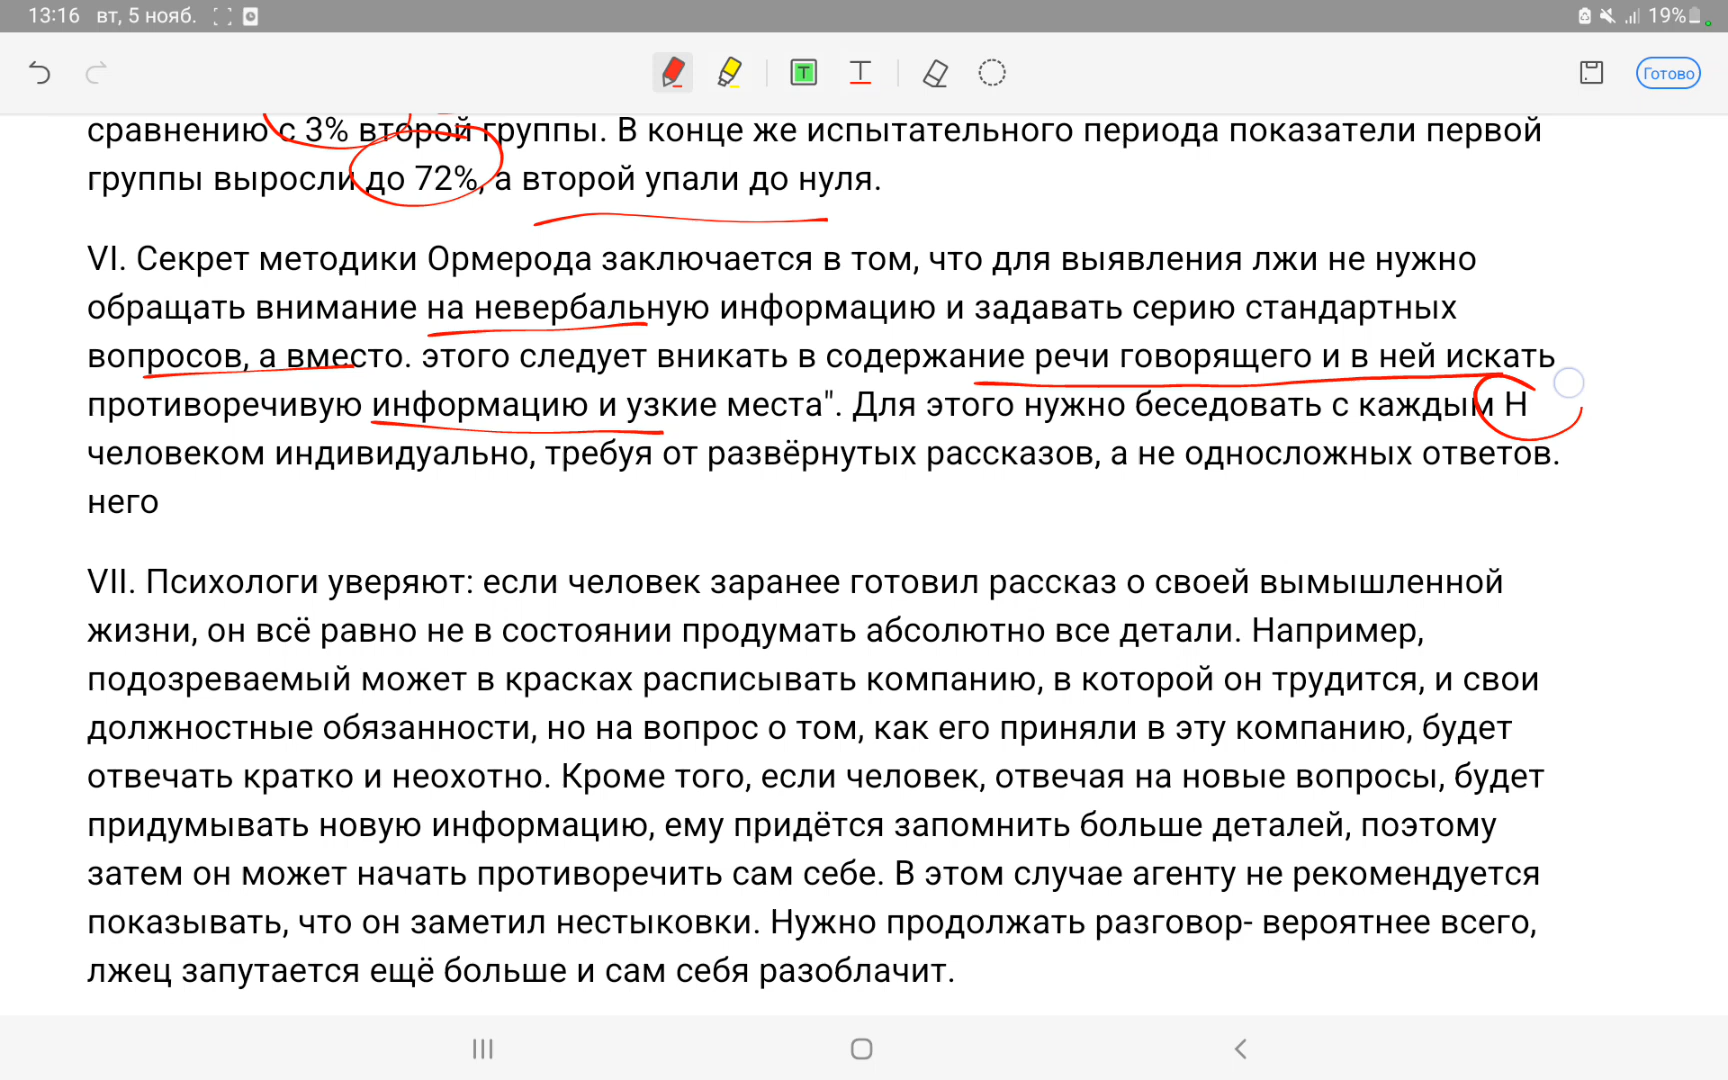 13:16 вт, 5 нояб. 19%
Готово
сравнению с 3% второй группы. В конце же испытательного периода показатели первой
группы выросли до 72%, а второй упали до нуля.
VI. Секрет методики Ормерода заключается в том, что для выявления лжи не нужно
обращать внимание на невербальную информацию и задавать серию стандартных
вопросов, а вместо. этого следует вникать в содержание речи говорящего и в ней искать
противоречивую информацию и узкие места". Для этого нужно беседовать с каждым Н
человеком индивидуально, требуя от развёрнутых рассказов, а не односложных ответов.
него
VII. Психологи уверяют: если человек заранее готовил рассказ о своей вымышленной
жизни, он всё равно не в состоянии продумать абсолютно все детали. Например,
подозреваемый может в красках расписывать компанию, в которой он трудится, и свои
должностные обязанности, но на вопрос о том, как его приняли в эту компанию, будет
отвечать кратко и неохотно. Кроме того, если человек, отвечая на новые вопросы, будет
придумывать новую информацию, ему придётся запомнить больше деталей, поэтому
затем он может начать противоречить сам себе. В этом случае агенту не рекомендуется
показывать, что он заметил нестыковки. Нужно продолжать разговор- вероятнее всего,
лжец запутается ещё больше и сам себя разоблачит.